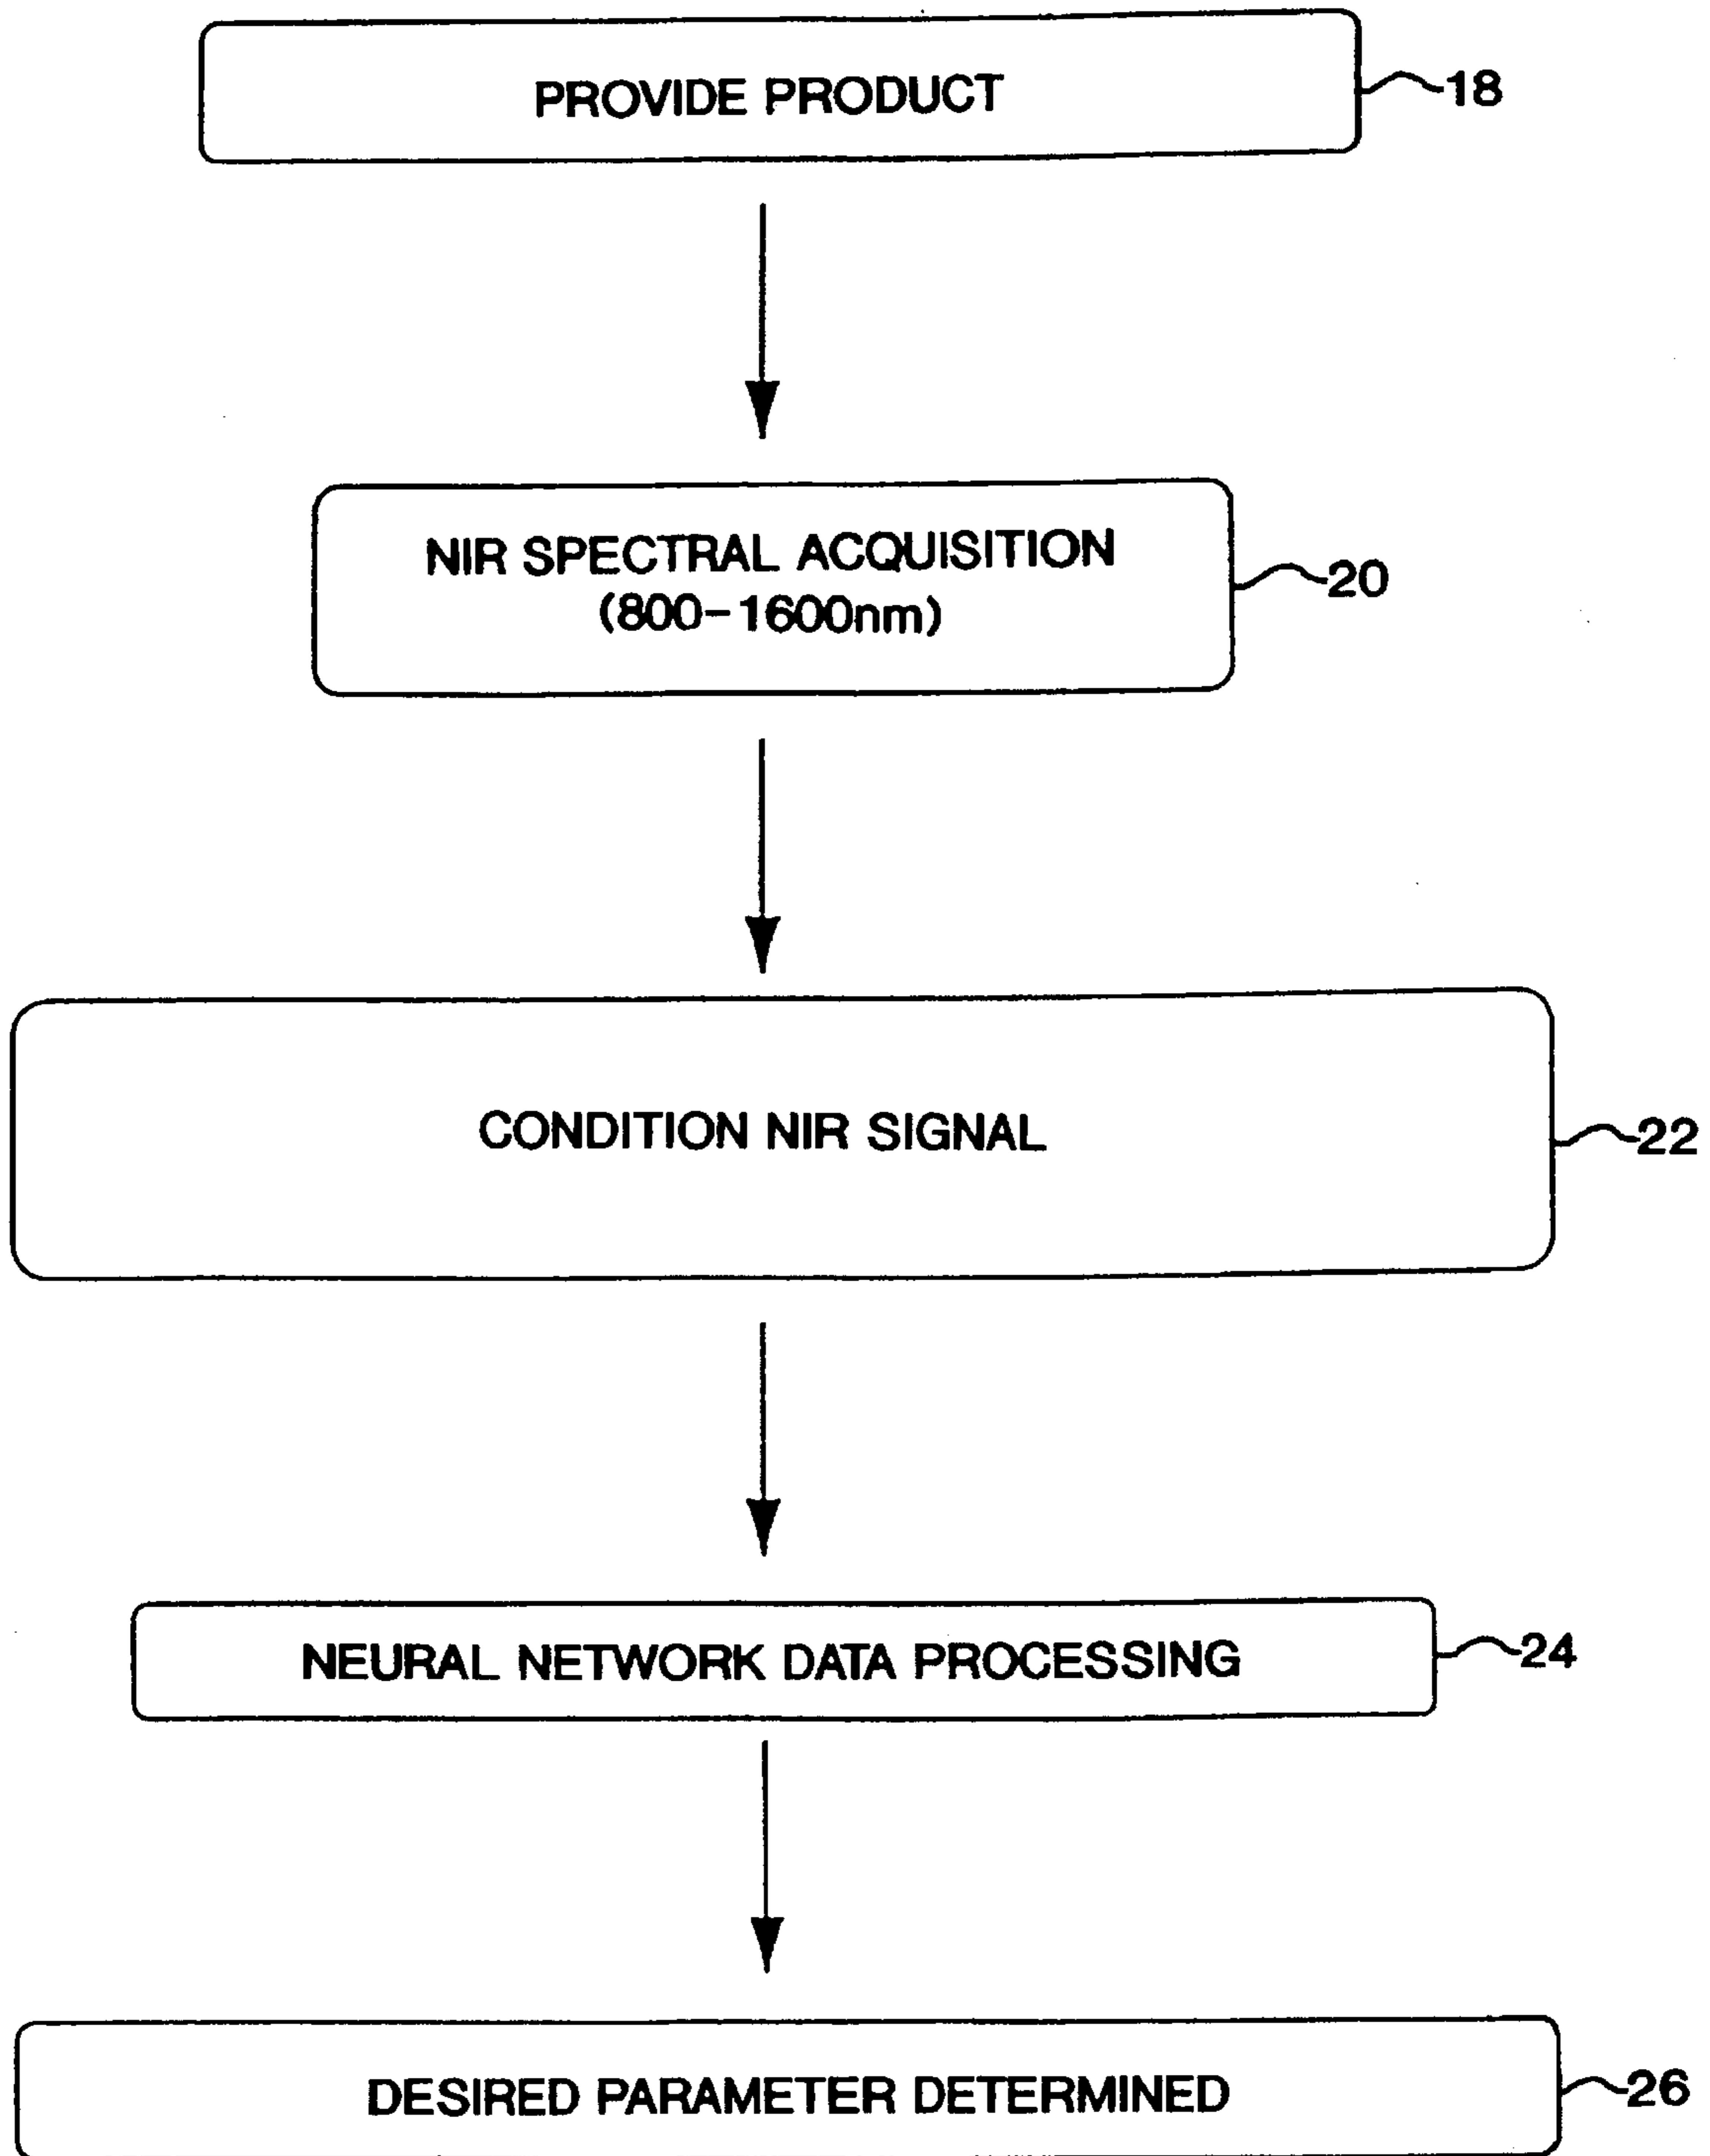 PROVIDE PRODUCT
18
NIR SPECTRAL ACQUISITION
(800-1600nm)
20
CONDITION NIR SIGNAL
22
NEURAL NETWORK DATA PROCESSING
24
DESIRED PARAMETER DETERMINED
26